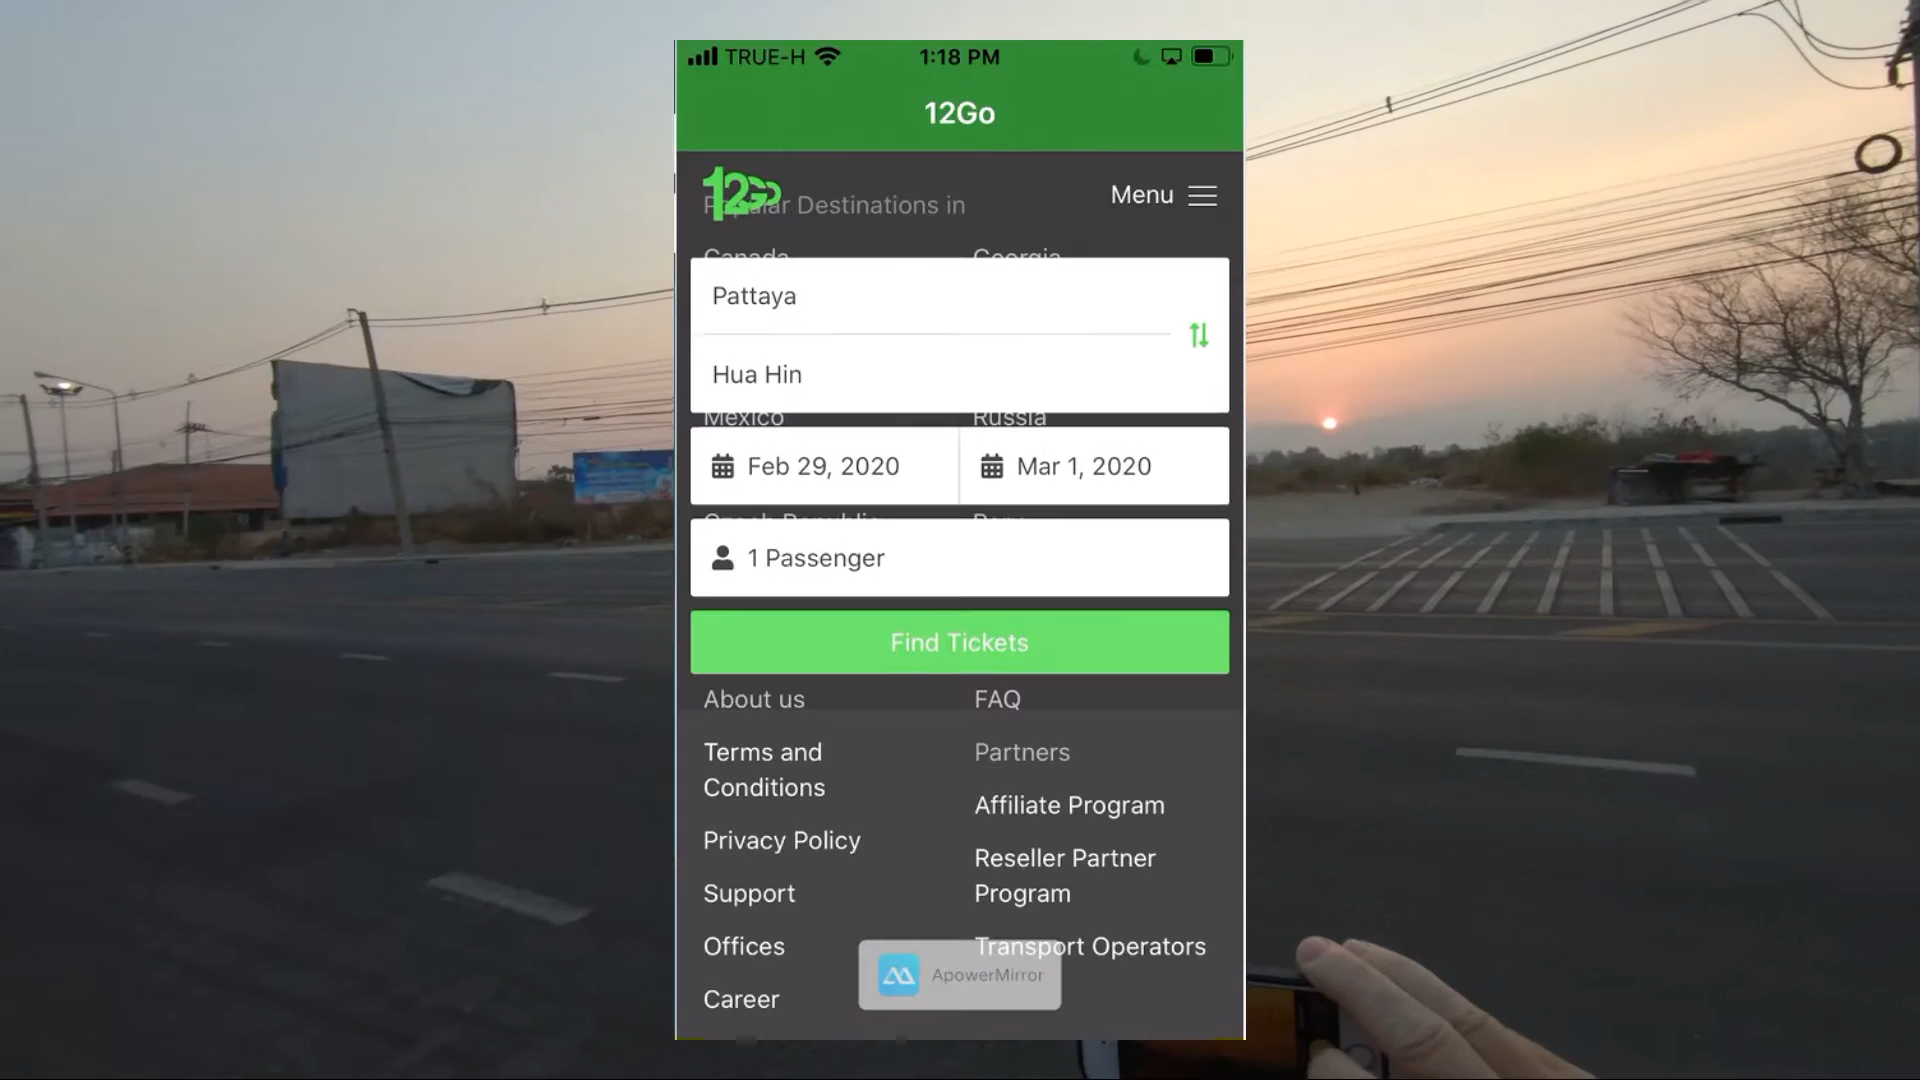 TRUE-H 1:18 PM
12Go
12GO Menu
Popular Destinations in
Canada Georgia
Pattaya
Hua Hin
Mexico Russia
Feb 29, 2020 Mar 1, 2020
Czech Republic Peru
1 Passenger
Find Tickets
About us FAQ
Terms and
Conditions
Partners
Privacy Policy
Affiliate Program
Support
Reseller Partner
Program
Offices
Transport Operators
ApowerMirror
Career